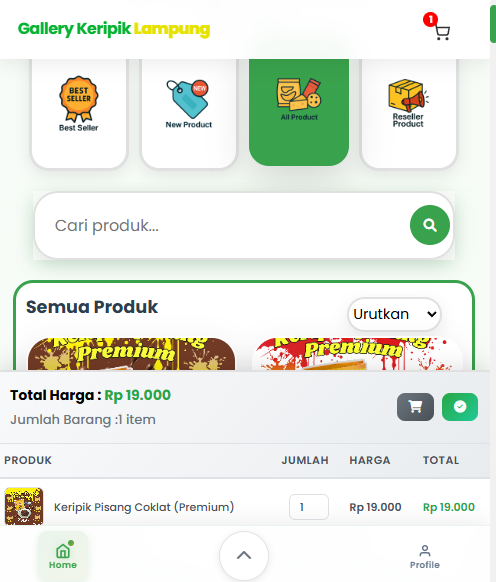 Gallery Keripik Lampung
1
BEST
SELLER
Best Seller
NEW
New Product
All Product
Reseller
Product
Cari produk...
Semua Produk
Urutkan
Premium
Premium
Total Harga : Rp 19.000
Jumlah Barang :1 item
PRODUK JUMLAH HARGA TOTAL
Keripik Pisang Coklat (Premium) 1 Rp 19.000 Rp 19.000
Home
Profile